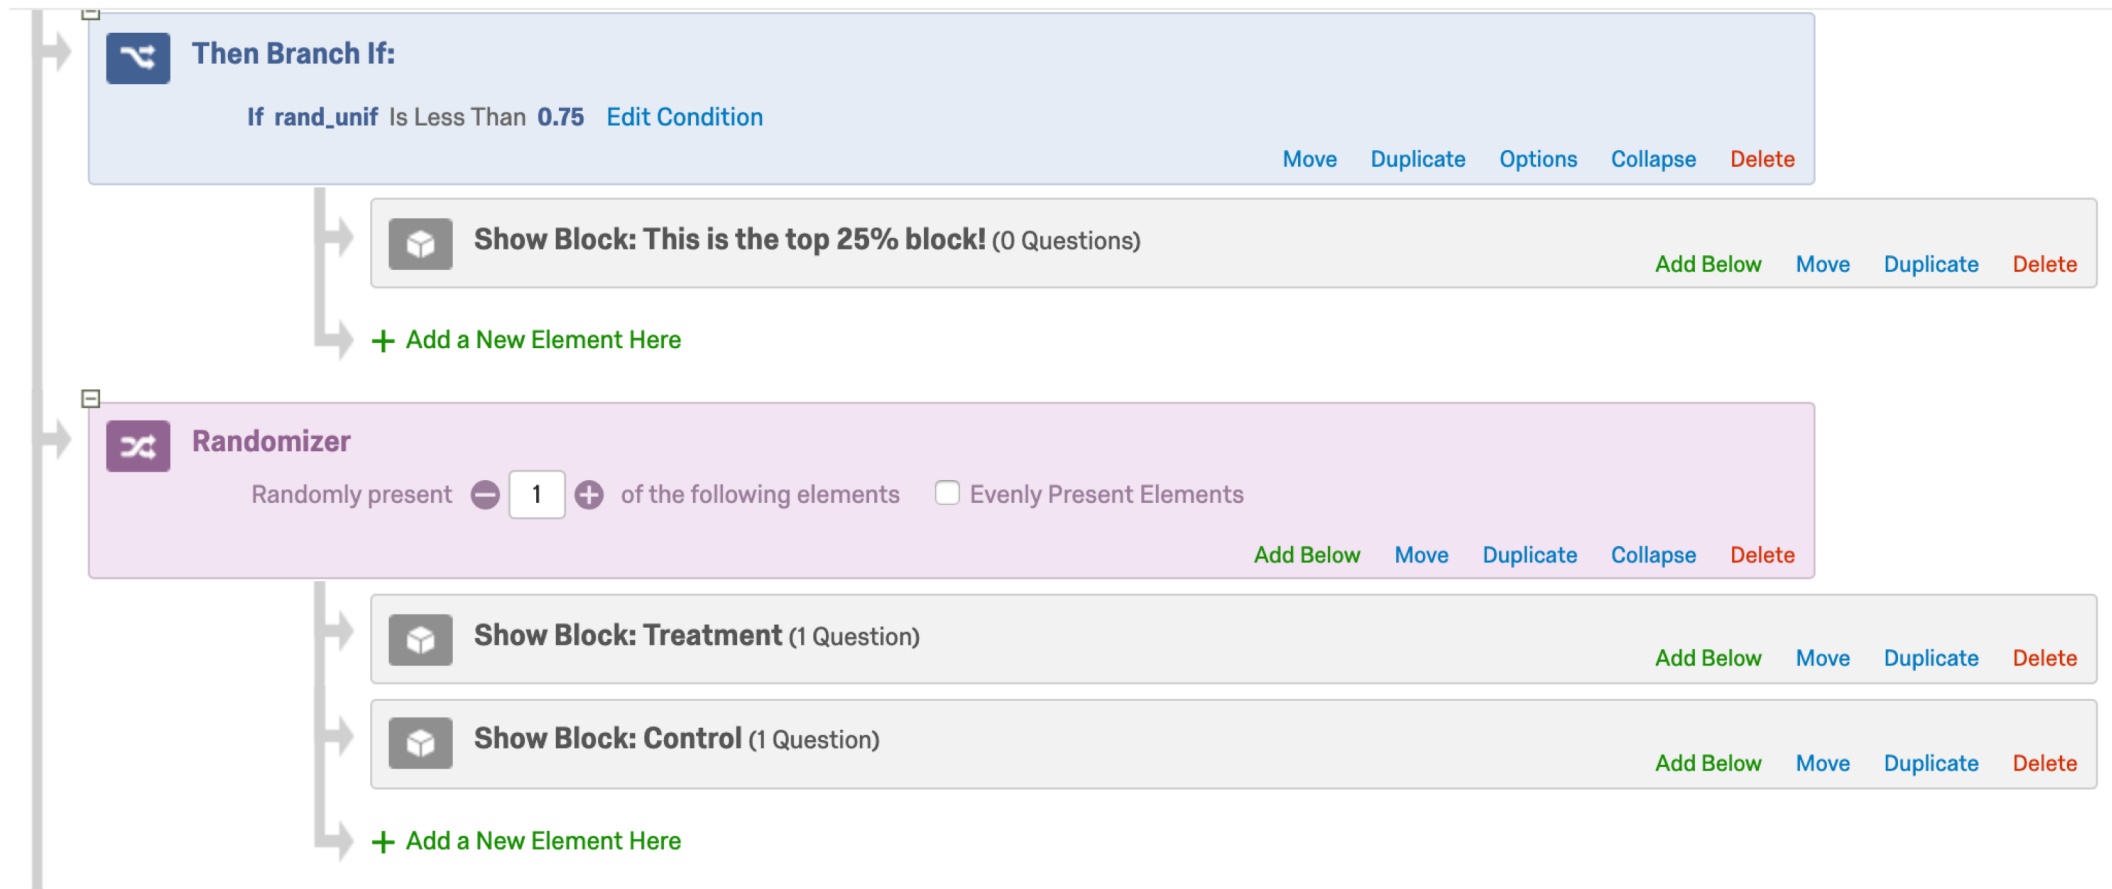 Then Branch If:
If rand_unif Is Less Than 0.75 Edit Condition
Move Duplicate Options Collapse Delete
Show Block: This is the top 25% block! (0 Questions)
Add Below Move Duplicate Delete
+ Add a New Element Here
Randomizer
Randomly present 1 of the following elements Evenly Present Elements
Add Below Move Duplicate Collapse Delete
Show Block: Treatment (1 Question)
Add Below Move Duplicate Delete
Show Block: Control (1 Question)
Add Below Move Duplicate Delete
+ Add a New Element Here